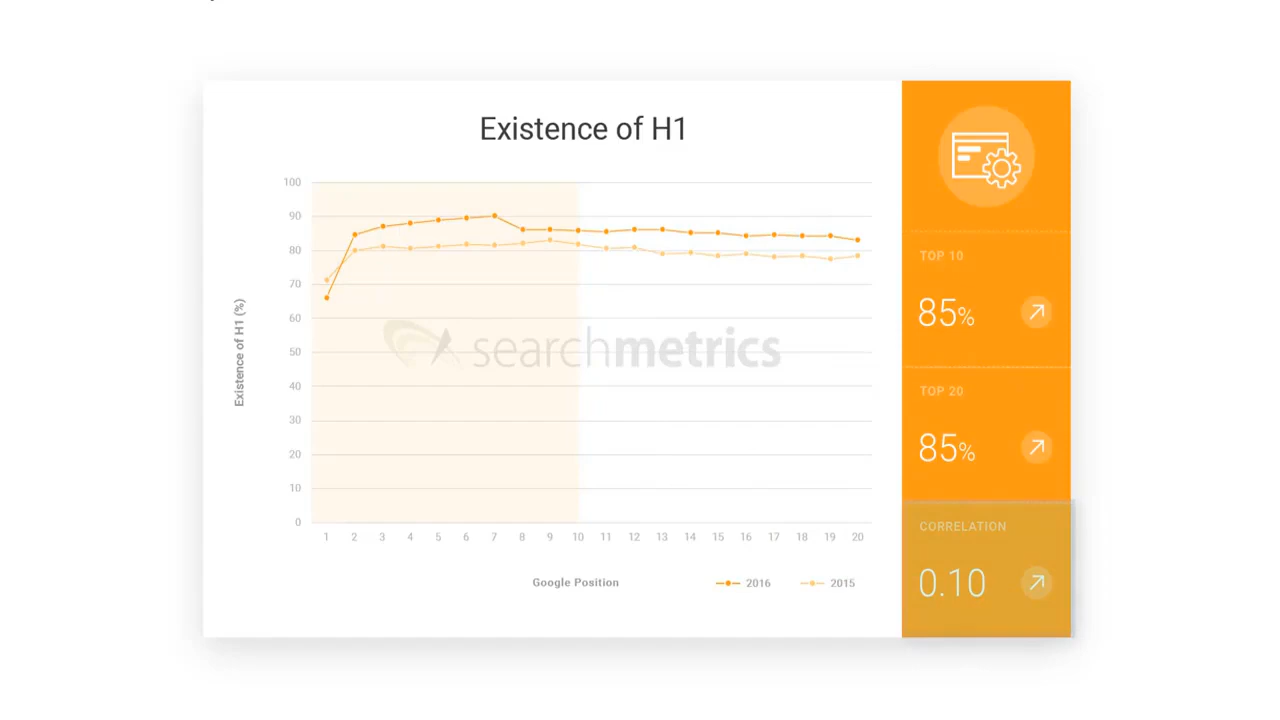 Existence of H1
100
90
80
70
60
50
40
30
20
10
0
Existence of H1 (%)
searchmetrics
1 2 3 4 5 6 7 8 9 10 11 12 13 14 15 16 17 18 19 20
Google Position
2016 2015
TOP 10
85%
TOP 20
85%
CORRELATION
0.10